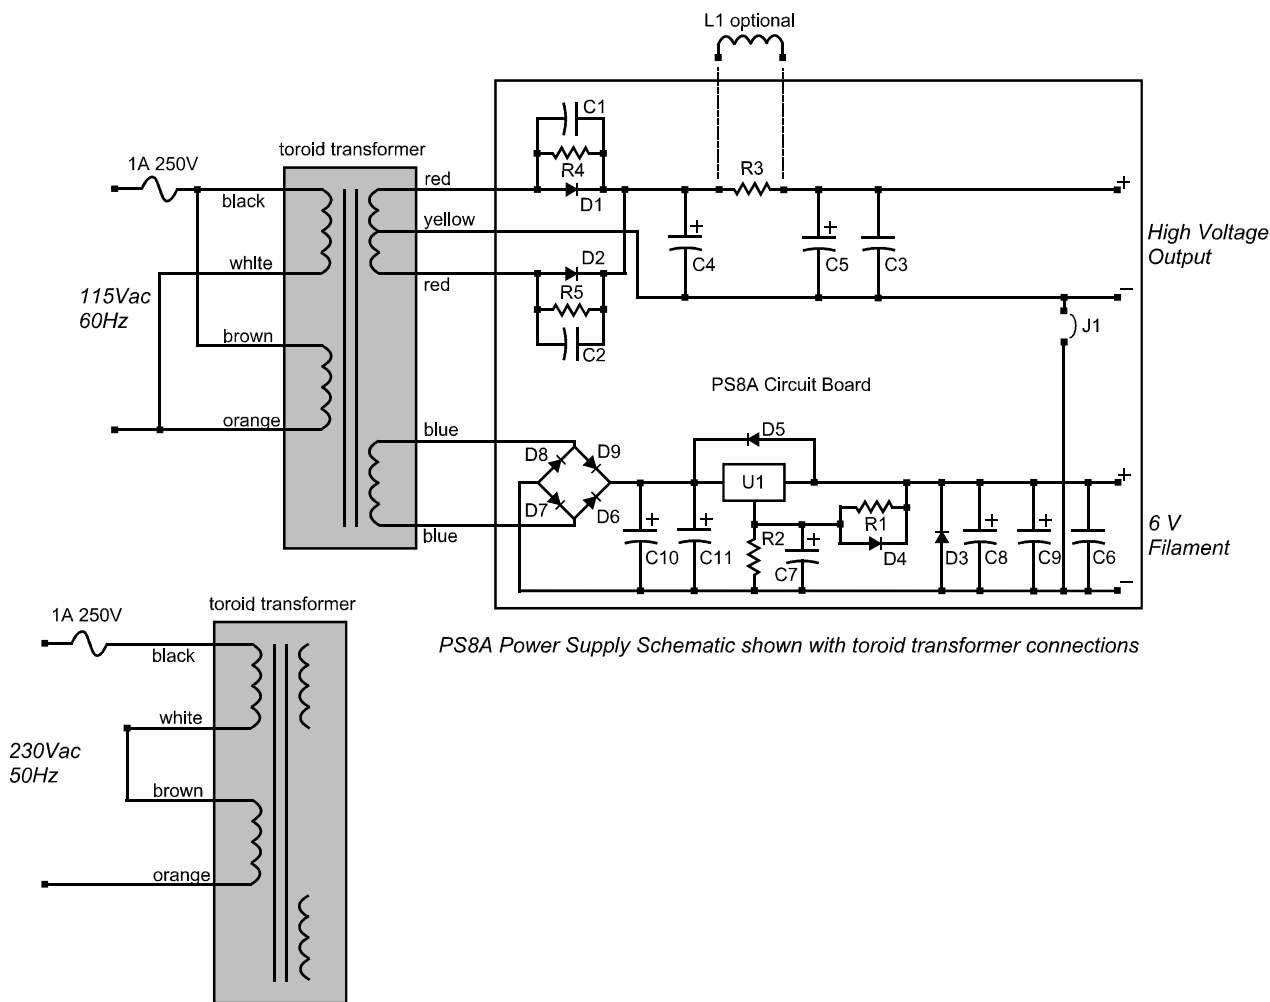 L1 optional
C1
toroid transformer
1A 250V
R4
R3
red
black
D1
yellow
High Voltage
Output
C4
C5
C3
white
D2
red
R5
115Vac
60Hz
J1
brown
C2
PS8A Circuit Board
orange
blue
D5
D8
D9
U1
D7
D6
R1
6 V
Filament
blue
R2
C10
C11
C7
D4
D3
C8
C9
C6
+
+
+
+
+
+
+
+
+
+
−
−
PS8A Power Supply Schematic shown with toroid transformer connections
1A 250V
toroid transformer
black
white
230Vac
50Hz
brown
orange